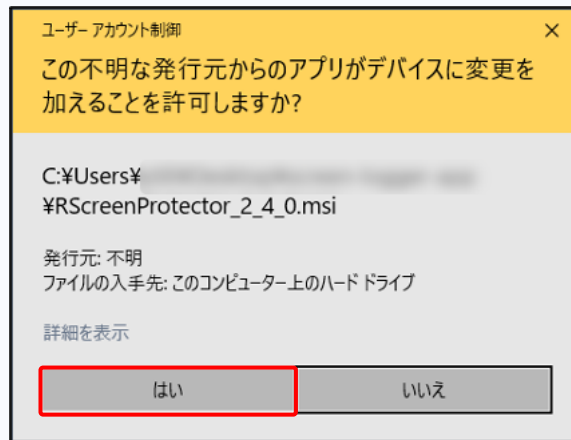 ユーザー アカウント制御
この不明な発行元からのアプリがデバイスに変更を
加えることを許可しますか?
C:¥Users¥
¥RScreenProtector_2_4_0.msi
発行元: 不明
ファイルの入手先: このコンピューター上のハード ドライブ
詳細を表示
はい
いいえ